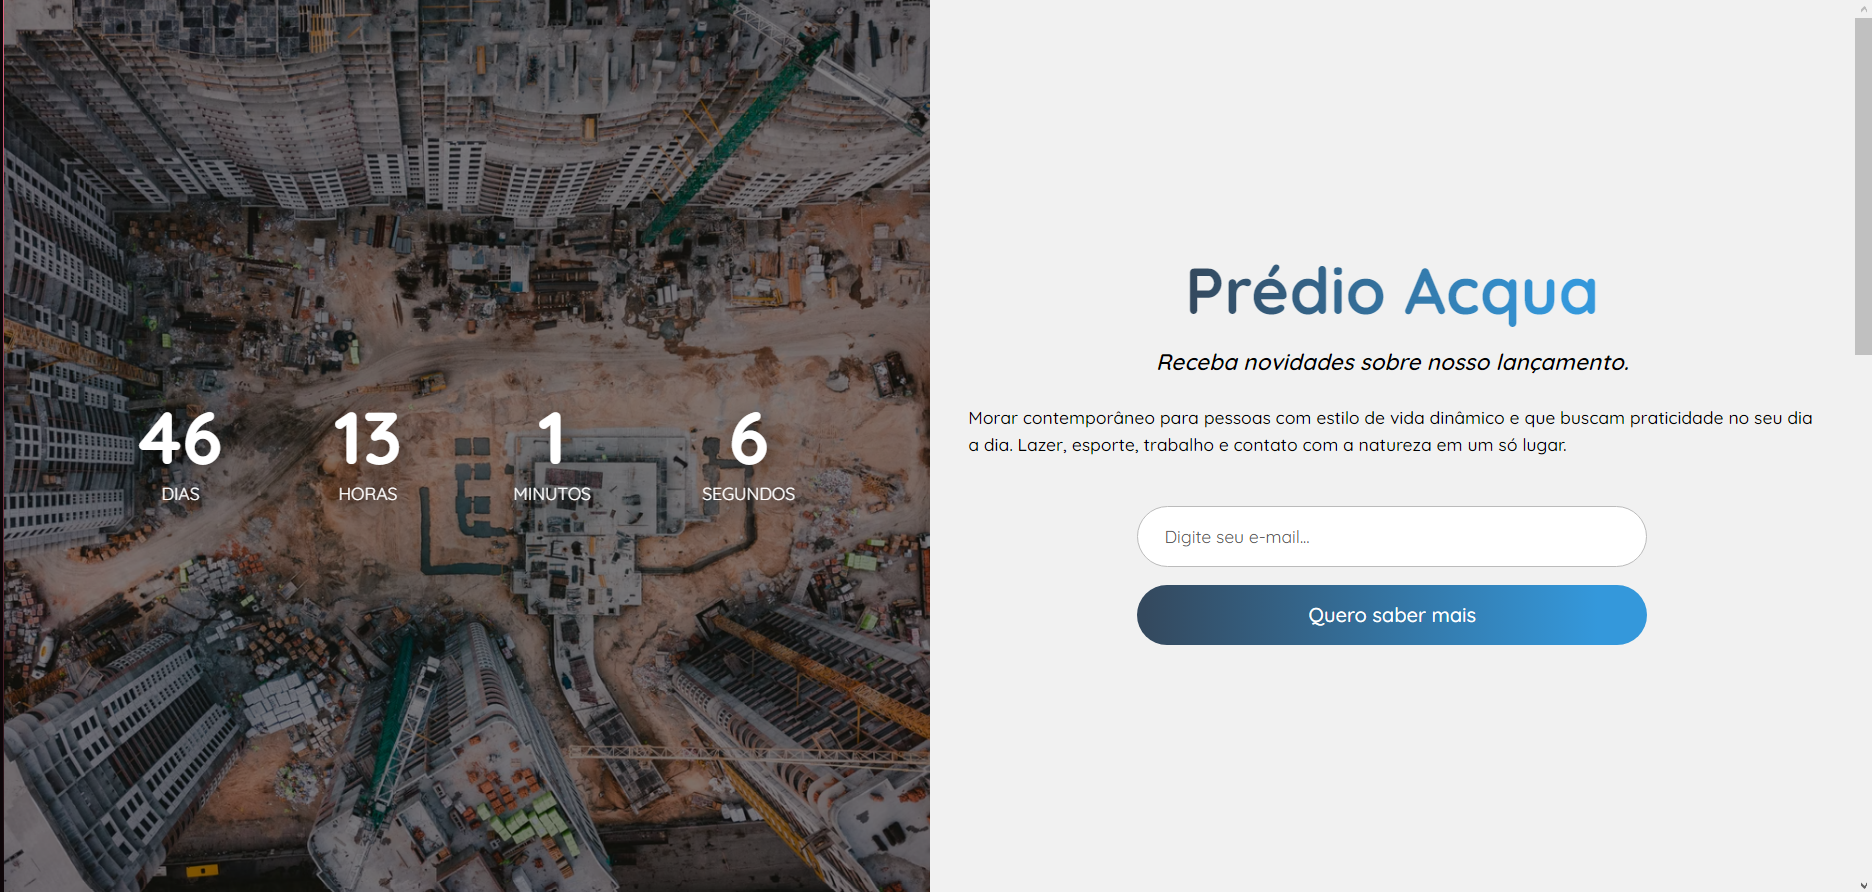 46
DIAS
13
HORAS
1
MINUTOS
6
SEGUNDOS
Prédio Acqua
Receba novidades sobre nosso lançamento.
Morar contemporâneo para pessoas com estilo de vida dinâmico e que buscam praticidade no seu dia
a dia. Lazer, esporte, trabalho e contato com a natureza em um só lugar.
Digite seu e-mail...
Quero saber mais